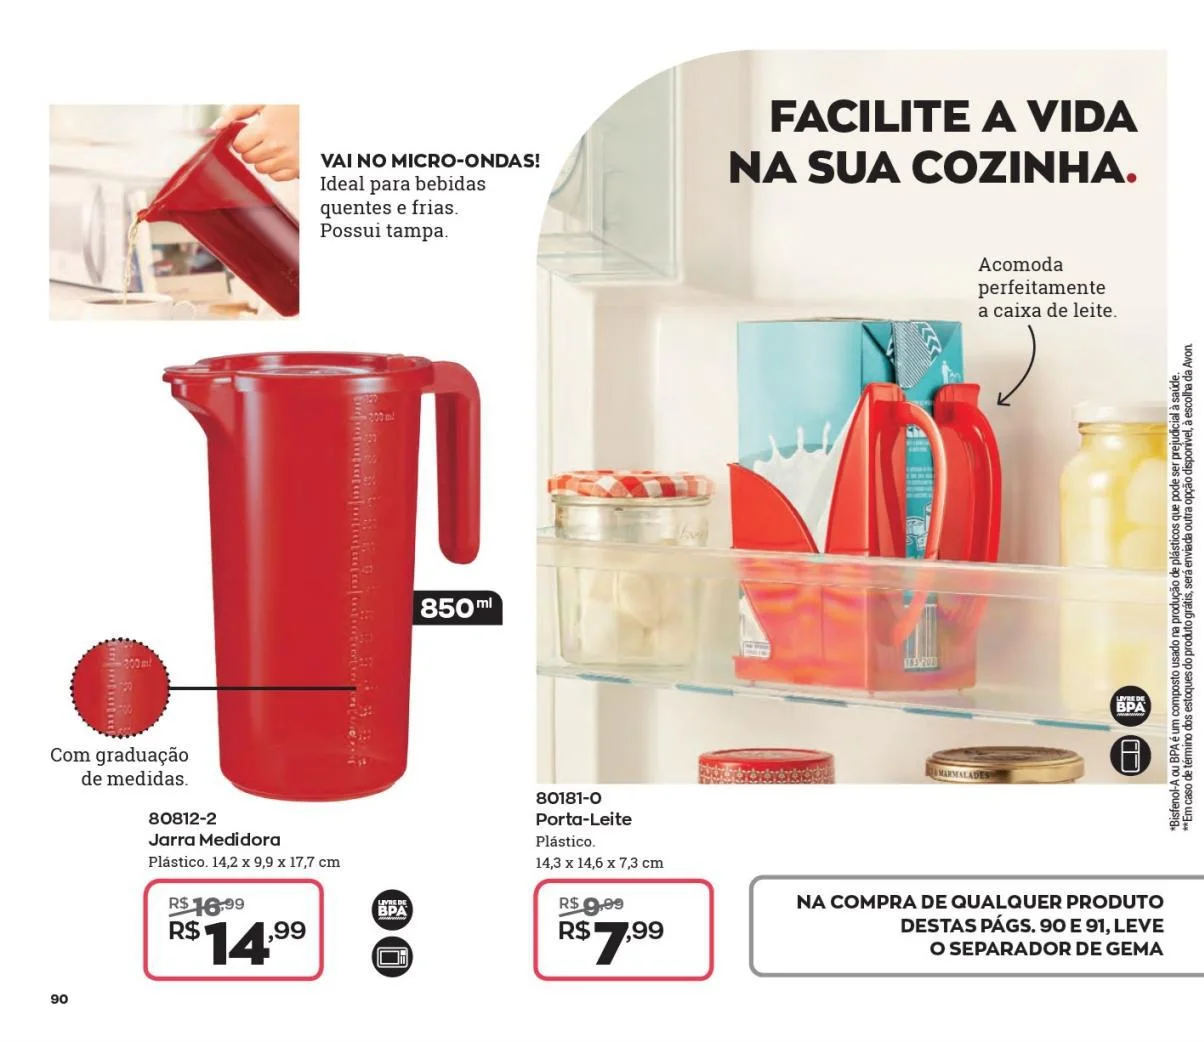 VAI NO MICRO-ONDAS!
Ideal para bebidas
quentes e frias.
Possui tampa.
FACILITE A VIDA
NA SUA COZINHA.
Acomoda
perfeitamente
a caixa de leite.
200 ml
850 ml
200 ml
Com graduação
de medidas.
80812-2
Jarra Medidora
Plástico. 14,2 x 9,9 x 17,7 cm
R$ 16,99
R$ 14,99
LIVRE DE
BPA*
& MARMALADES
LIVRE DE
BPA*
80181-0
Porta-Leite
Plástico.
14,3 x 14,6 x 7,3 cm
R$ 9,99
R$ 7,99
NA COMPRA DE QUALQUER PRODUTO
DESTAS PÁGS. 90 E 91, LEVE
O SEPARADOR DE GEMA
*Bisfenol-A ou BPA é um composto usado na produção de plásticos que pode ser prejudicial à saúde.
**Em caso de término dos estoques do produto grátis, será enviada outra opção disponível, à escolha da Avon.
90